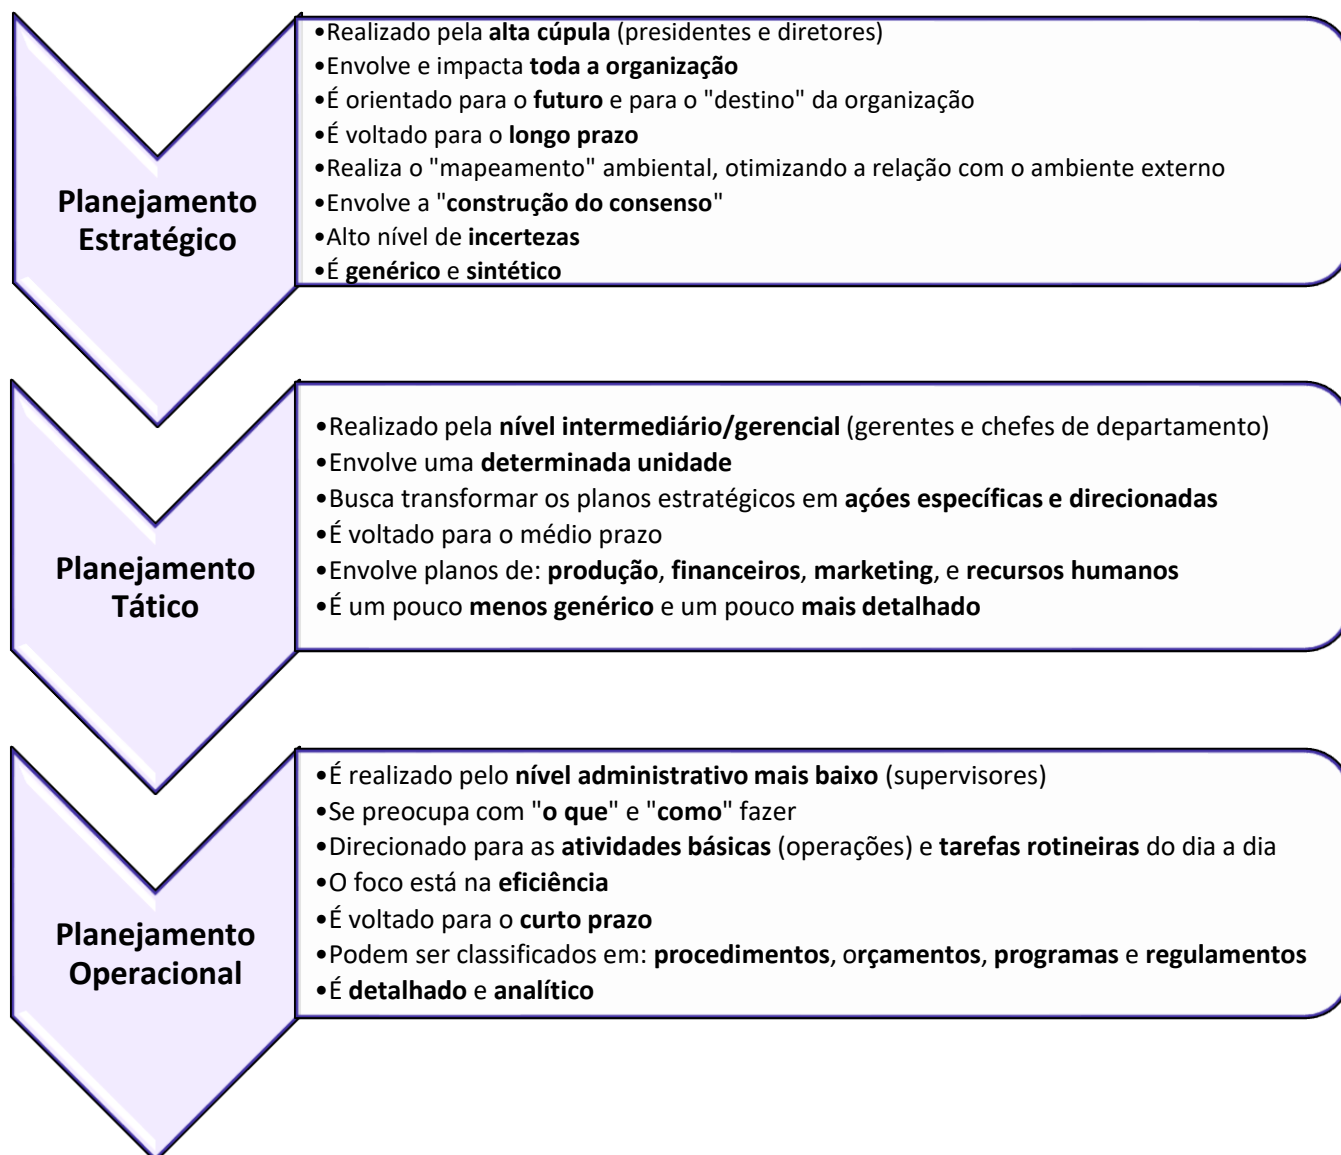 Planejamento
Estratégico
•Realizado pela alta cúpula (presidentes e diretores)
•Envolve e impacta toda a organização
•É orientado para o futuro e para o "destino" da organização
•É voltado para o longo prazo
•Realiza o "mapeamento" ambiental, otimizando a relação com o ambiente externo
•Envolve a "construção do consenso"
•Alto nível de incertezas
•É genérico e sintético
Planejamento
Tático
•Realizado pela nível intermediário/gerencial (gerentes e chefes de departamento)
•Envolve uma determinada unidade
•Busca transformar os planos estratégicos em açóes específicas e direcionadas
•É voltado para o médio prazo
•Envolve planos de: produção, financeiros, marketing, e recursos humanos
•É um pouco menos genérico e um pouco mais detalhado
Planejamento
Operacional
•É realizado pelo nível administrativo mais baixo (supervisores)
•Se preocupa com "o que" e "como" fazer
•Direcionado para as atividades básicas (operações) e tarefas rotineiras do dia a dia
•O foco está na eficiência
•É voltado para o curto prazo
•Podem ser classificados em: procedimentos, orçamentos, programas e regulamentos
•É detalhado e analítico